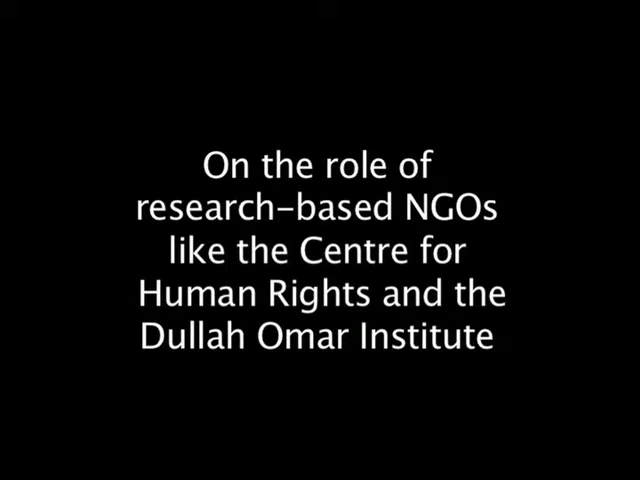 On the role of
research-based NGOs
like the Centre for
Human Rights and the
Dullah Omar Institute